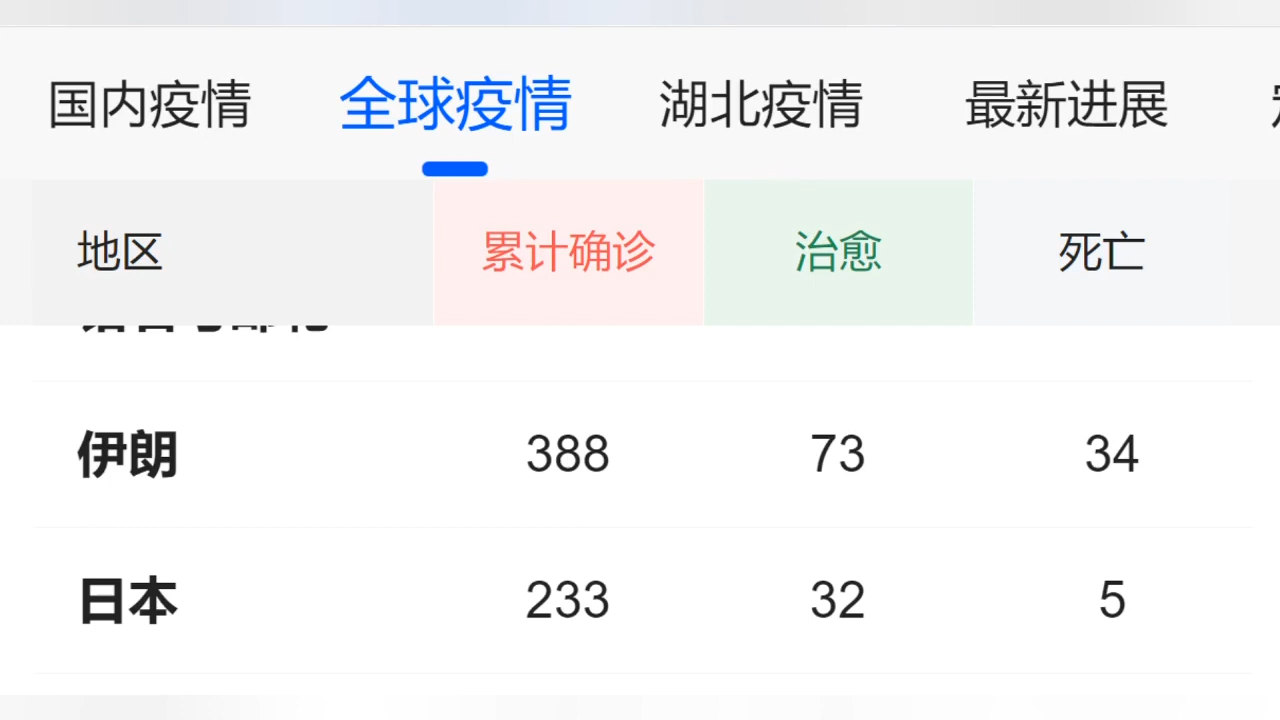 国内疫情 全球疫情 湖北疫情 最新进展
地区 累计确诊 治愈 死亡
伊朗 388 73 34
日本 233 32 5